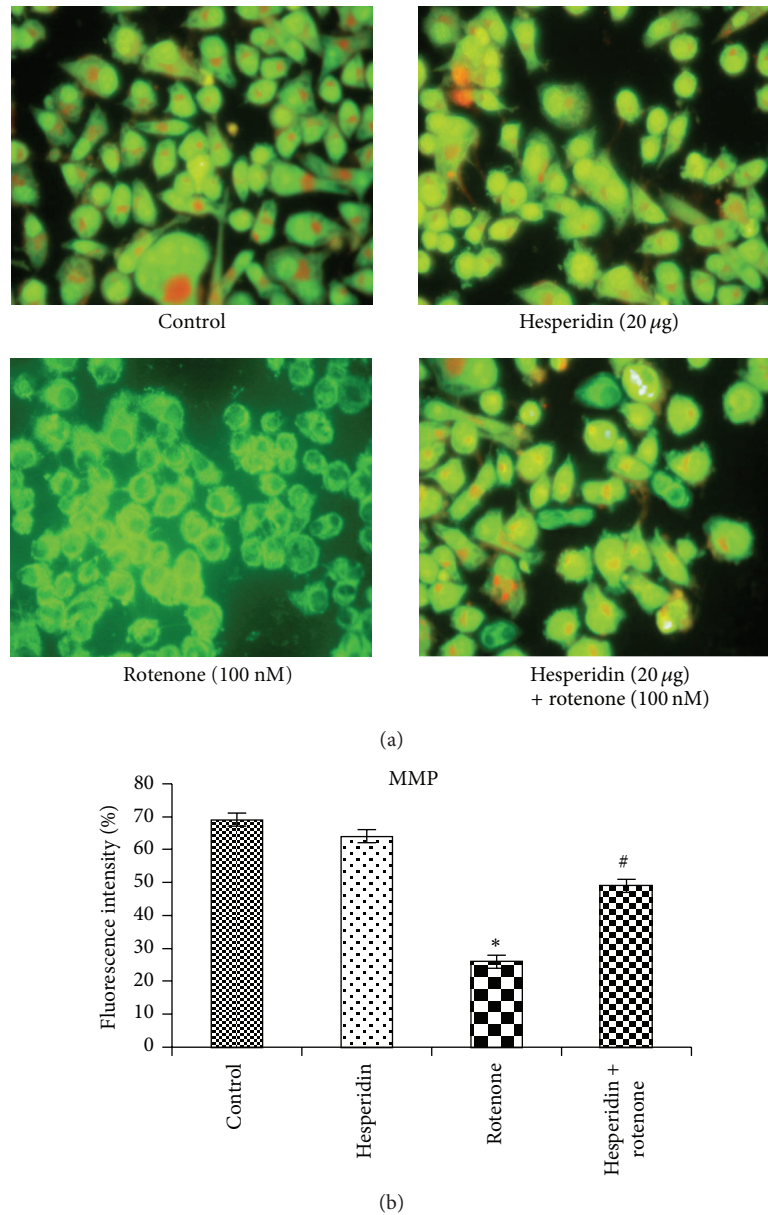 Control
Hesperidin (20 μg)
Rotenone (100 nM)
Hesperidin (20 μg)
+ rotenone (100 nM)
(a)
MMP
Fluorescence intensity (%)
80
70
60
50
40
30
20
10
0
*
#
Control
Hesperidin
Rotenone
Hesperidin +
rotenone
(b)